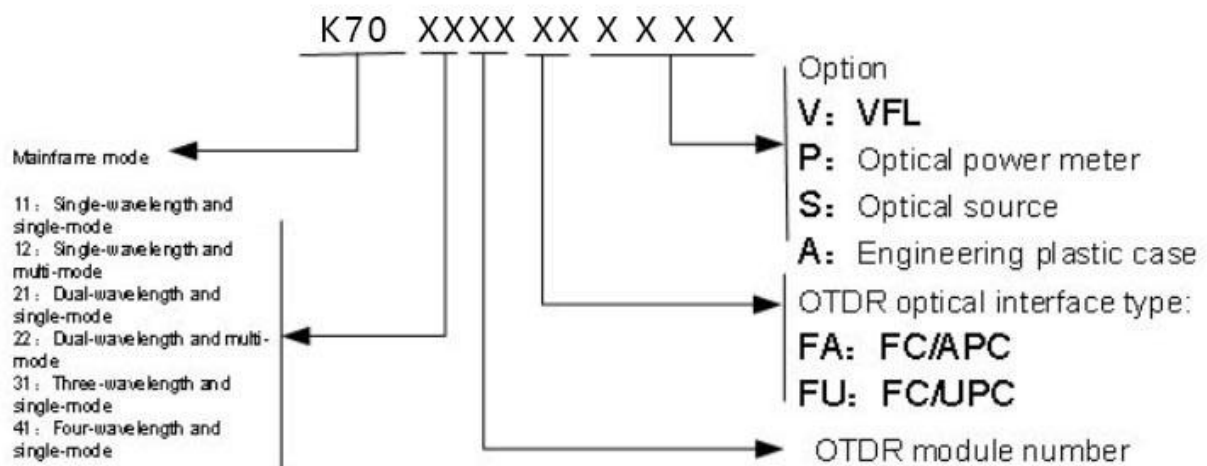 K70 XXXX XX X X X X
Option
V: VFL
P: Optical power meter
S: Optical source
A: Engineering plastic case
OTDR optical interface type:
FA: FC/APC
FU: FC/UPC
OTDR module number
Mainframe mode
11: Single-wavelength and
single-mode
12: Single-wavelength and
multi-mode
21: Dual-wavelength and
single-mode
22: Dual-wavelength and multi-
mode
31: Three-wavelength and
single-mode
41: Four-wavelength and
single-mode